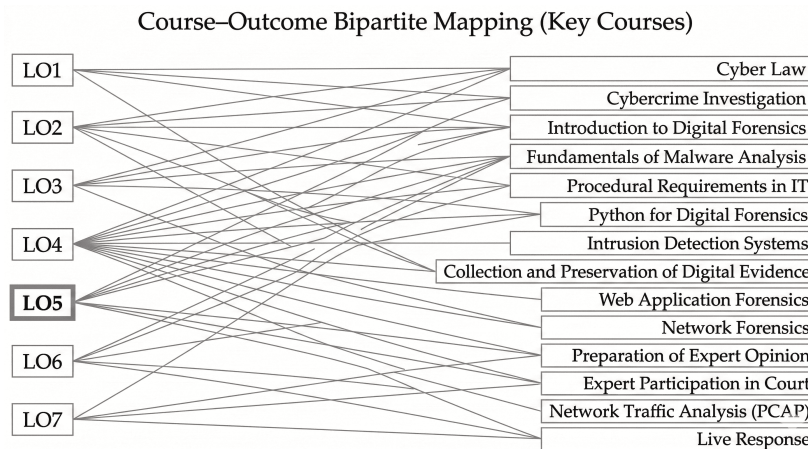 Course–Outcome Bipartite Mapping (Key Courses)
LO1
LO2
LO3
LO4
LO5
LO6
LO7
Cyber Law
Cybercrime Investigation
Introduction to Digital Forensics
Fundamentals of Malware Analysis
Procedural Requirements in IT
Python for Digital Forensics
Intrusion Detection Systems
Collection and Preservation of Digital Evidence
Web Application Forensics
Network Forensics
Preparation of Expert Opinion
Expert Participation in Court
Network Traffic Analysis (PCAP)
Live Response